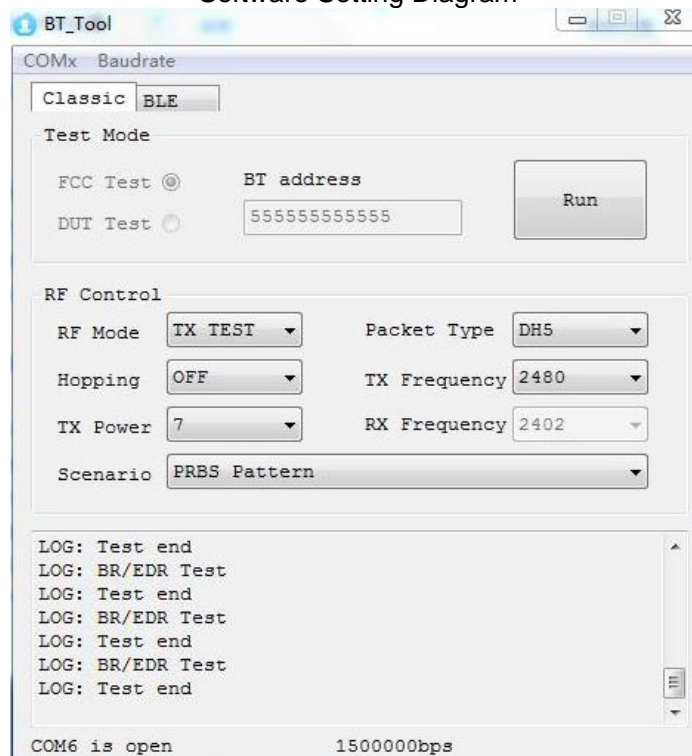 Software Setting Diagram
BT_Tool
COMx Baudrate
Classic BLE
Test Mode
FCC Test BT address
Run
DUT Test 555555555555
RF Control
RF Mode TX TEST Packet Type DH5
Hopping OFF TX Frequency 2480
TX Power 7 RX Frequency 2402
Scenario PRBS Pattern
LOG: Test end
LOG: BR/EDR Test
LOG: Test end
LOG: BR/EDR Test
LOG: Test end
LOG: BR/EDR Test
LOG: Test end
COM6 is open 1500000bps